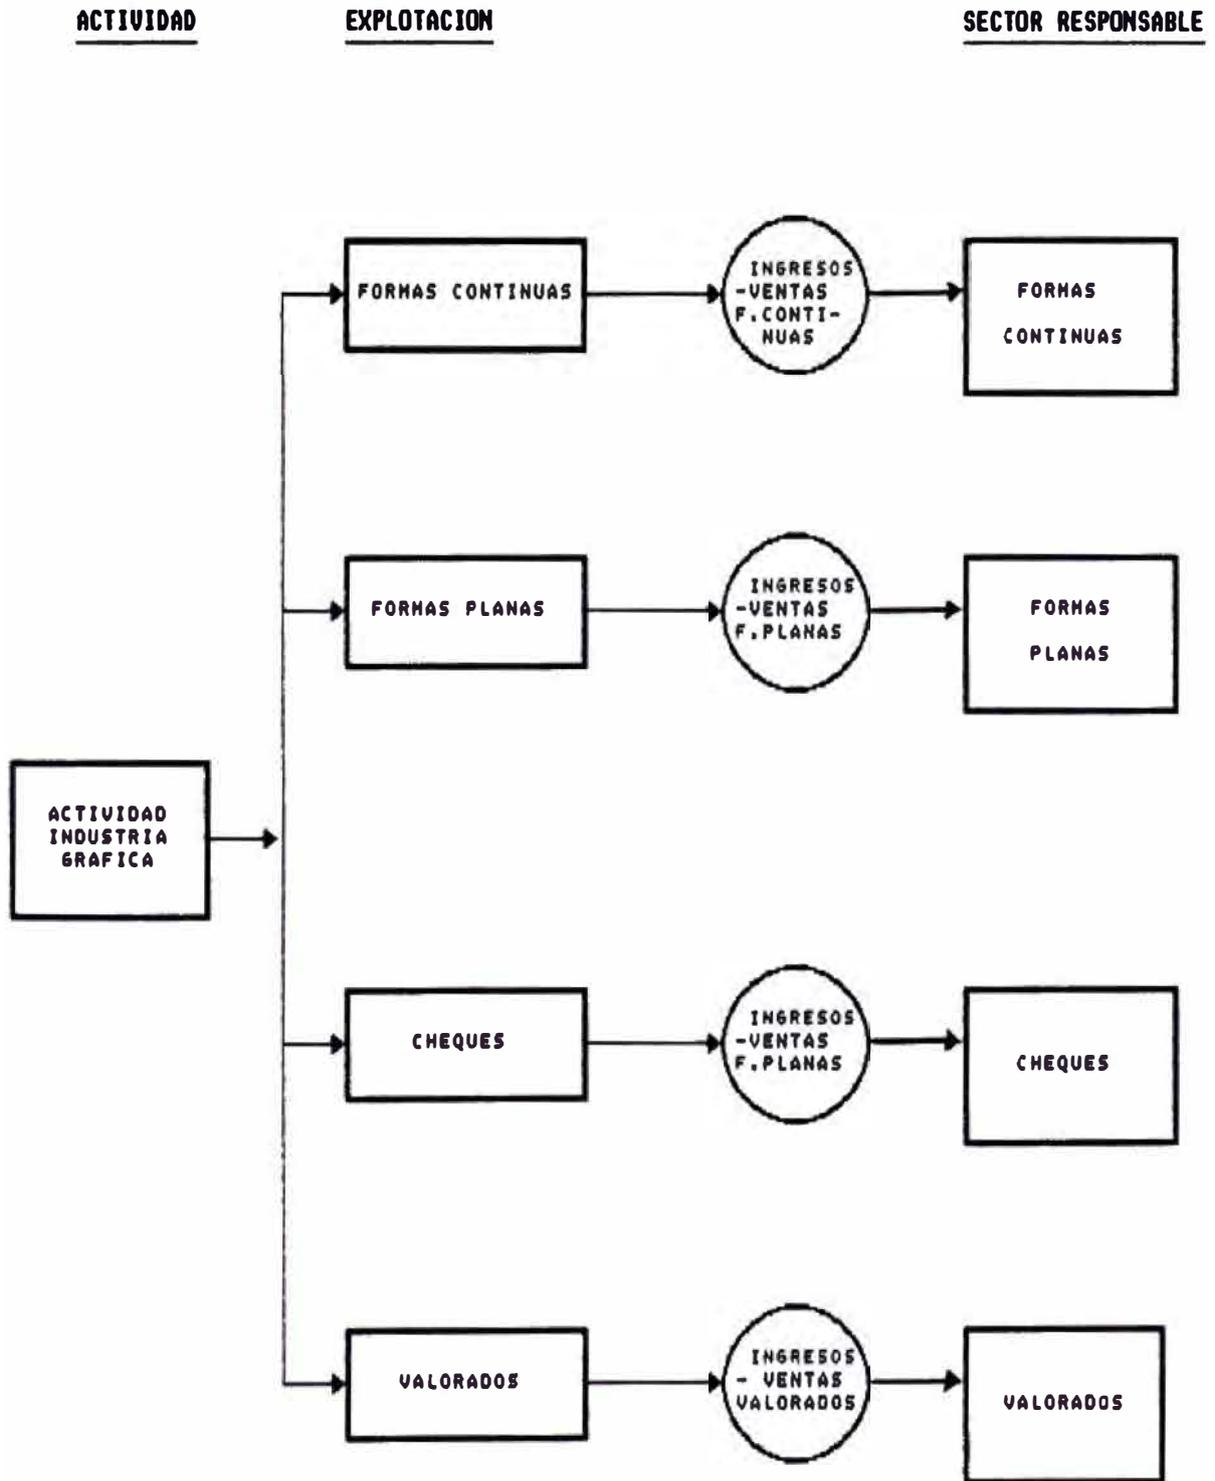 ACTIVIDAD
EXPLOTACION
SECTOR RESPONSABLE
FORMAS CONTINUAS
INGRESOS
-VENTAS
F.CONTI-
NUAS
FORMAS
CONTINUAS
FORMAS PLANAS
INGRESOS
-VENTAS
F.PLANAS
FORMAS
PLANAS
ACTIVIDAD
INDUSTRIA
GRAFICA
CHEQUES
INGRESOS
-VENTAS
F.PLANAS
CHEQUES
VALORADOS
INGRESOS
- VENTAS
VALORADOS
VALORADOS